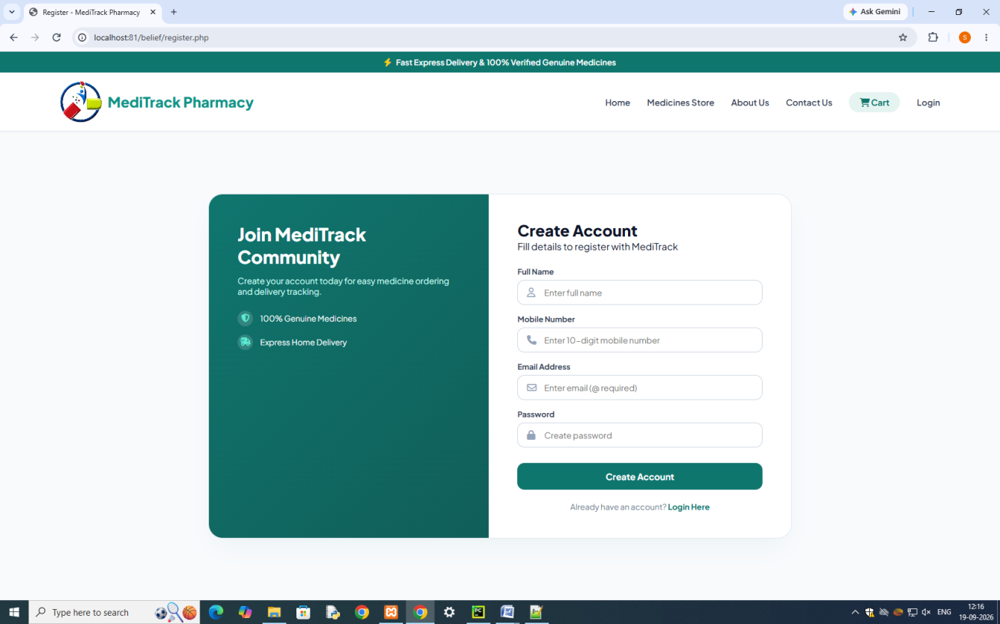 Register - MediTrack Pharmacy
Ask Gemini
localhost:81/belief/register.php
S
⚡ Fast Express Delivery & 100% Verified Genuine Medicines
MediTrack Pharmacy
Home
Medicines Store
About Us
Contact Us
Cart
Login
Join MediTrack
Community
Create your account today for easy medicine ordering
and delivery tracking.
100% Genuine Medicines
Express Home Delivery
Create Account
Fill details to register with MediTrack
Full Name
Enter full name
Mobile Number
Enter 10-digit mobile number
Email Address
Enter email (@ required)
Password
Create password
Create Account
Already have an account? Login Here
Type here to search
PC
W
ENG
12:16
19-09-2026